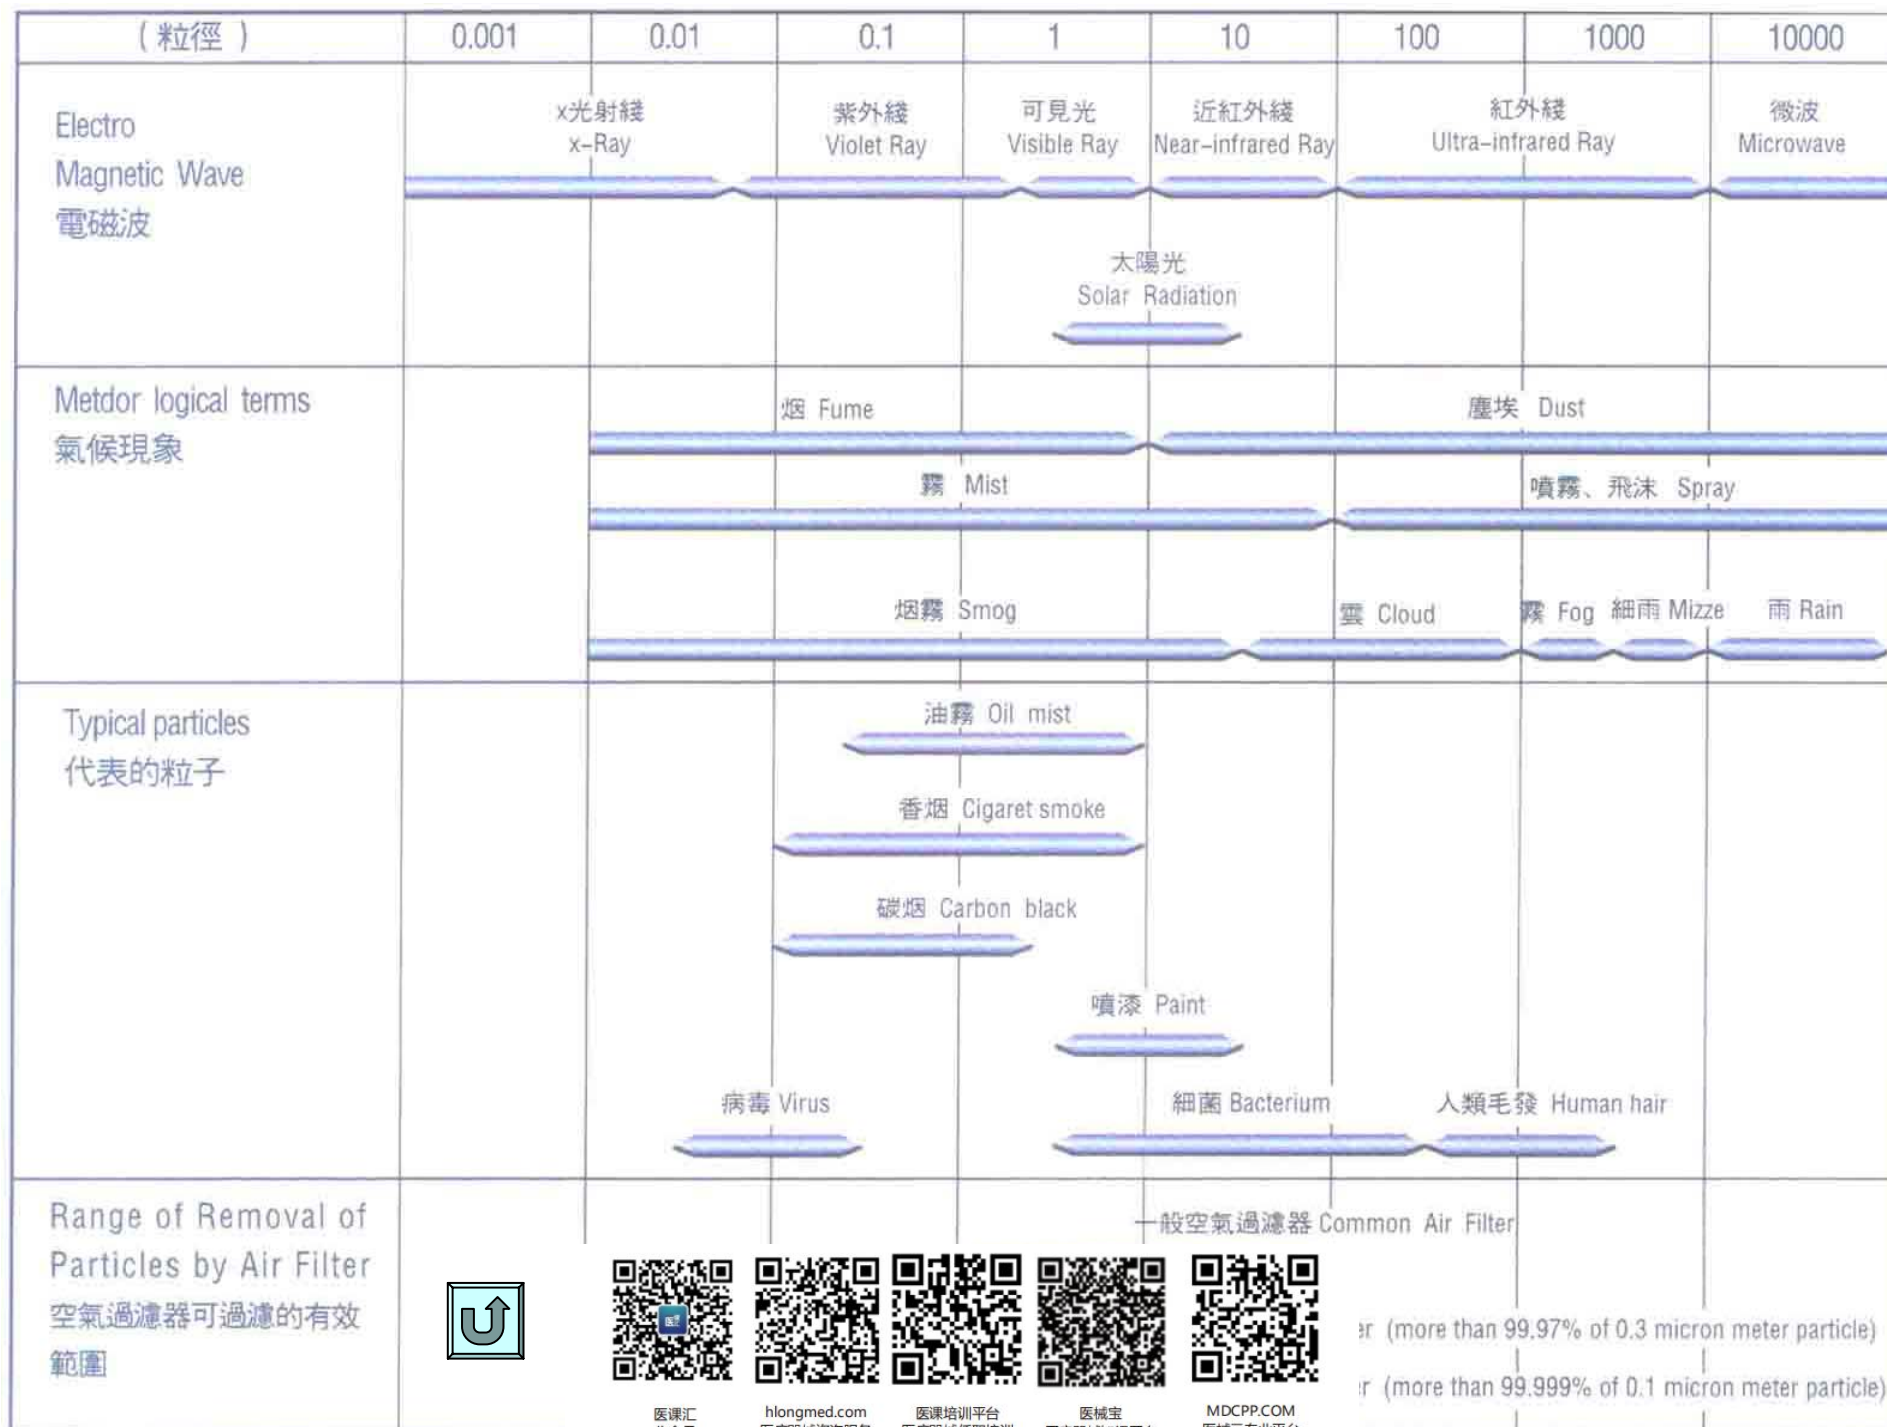 (粒徑) 0.001 0.01 0.1 1 10 100 1000 10000
Electro
Magnetic Wave
電磁波
x光射綫 紫外綫 可見光 近紅外綫 紅外綫 微波
x-Ray Violet Ray Visible Ray Near-infrared Ray Ultra-infrared Ray Microwave
太陽光
Solar Radiation
Metdor logical terms
氣候現象
烟 Fume 塵埃 Dust
霧 Mist 噴霧、飛沫 Spray
烟霧 Smog 雲 Cloud 霧 Fog 細雨 Mizze 雨 Rain
Typical particles
代表的粒子
油霧 Oil mist
香烟 Cigaret smoke
碳烟 Carbon black
噴漆 Paint
病毒 Virus 細菌 Bacterium 人類毛發 Human hair
Range of Removal of
Particles by Air Filter
空氣過濾器可過濾的有效
範圍
一般空氣過濾器 Common Air Filter
er (more than 99.97% of 0.3 micron meter particle)
r (more than 99.999% of 0.1 micron meter particle)
医课汇 hlongmed.com 医课培训平台 医械宝 MDCPP.COM